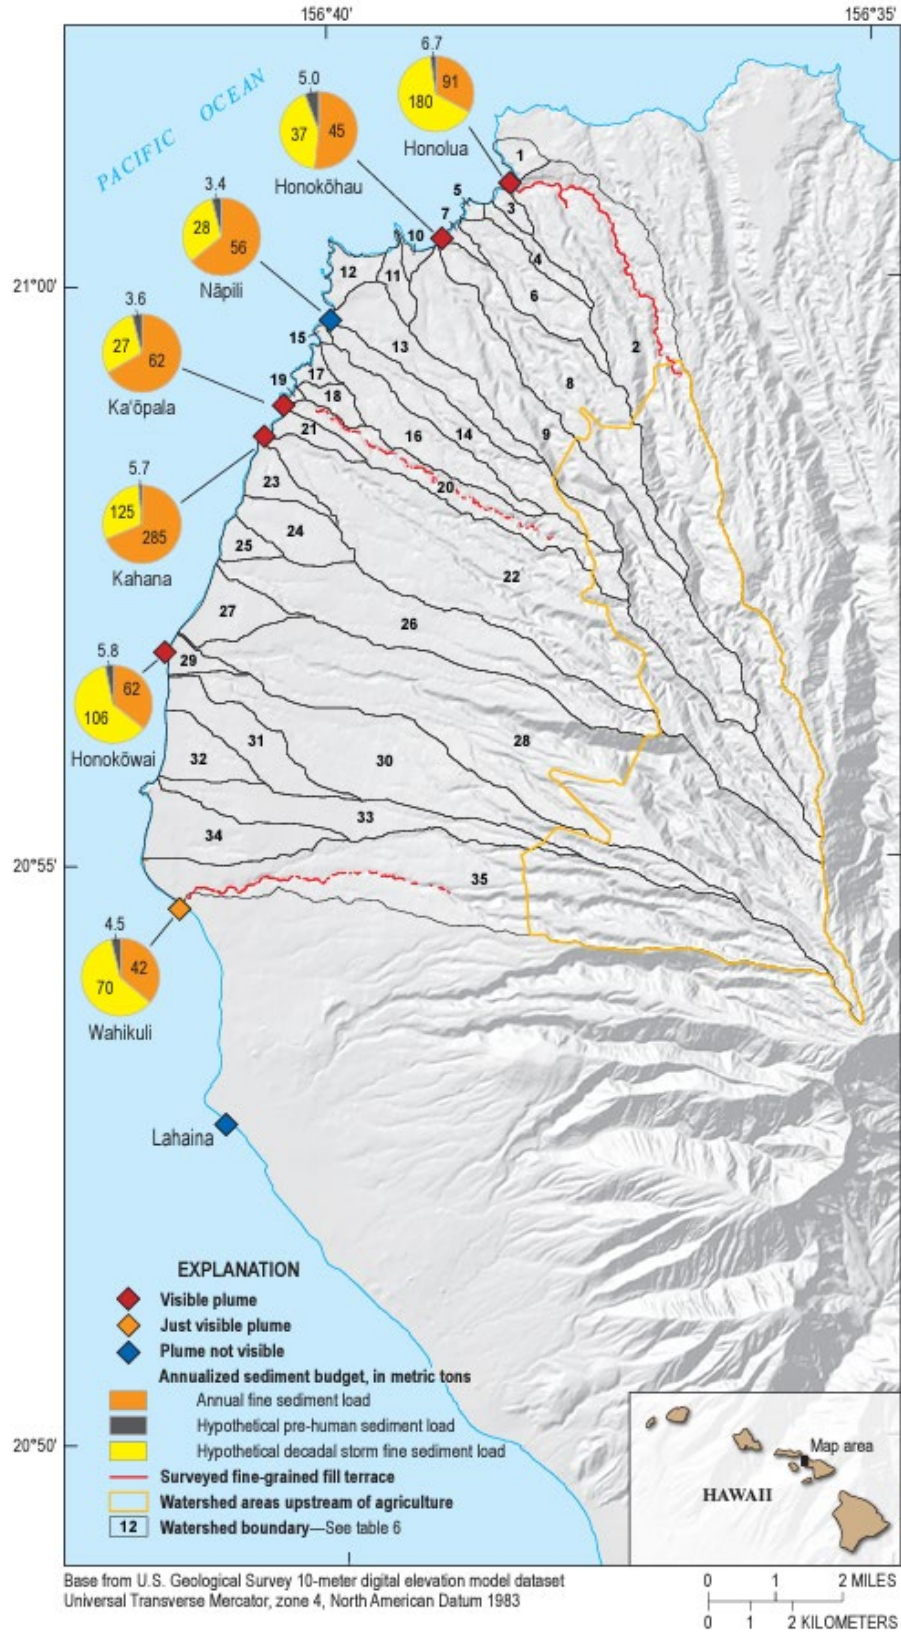 156°40'
156°35'
PACIFIC OCEAN
6.7
91
180
Honolua
5.0
37
45
Honokōhau
3.4
28
56
Nāpili
3.6
27
62
Ka'ōpala
5.7
125
285
Kahana
5.8
62
106
Honokōwai
4.5
42
70
Wahikuli
Lahaina
21°00'
20°55'
20°50'
1
5
3
7
10
4
12
11
6
2
15
13
8
17
19
18
21
16
14
9
20
23
24
25
22
27
26
29
28
31
32
30
33
34
35
EXPLANATION
Visible plume
Just visible plume
Plume not visible
Annualized sediment budget, in metric tons
Annual fine sediment load
Hypothetical pre-human sediment load
Hypothetical decadal storm fine sediment load
Surveyed fine-grained fill terrace
Watershed areas upstream of agriculture
12 Watershed boundary—See table 6
Map area
HAWAII
Base from U.S. Geological Survey 10-meter digital elevation model dataset
Universal Transverse Mercator, zone 4, North American Datum 1983
0 1 2 MILES
0 1 2 KILOMETERS